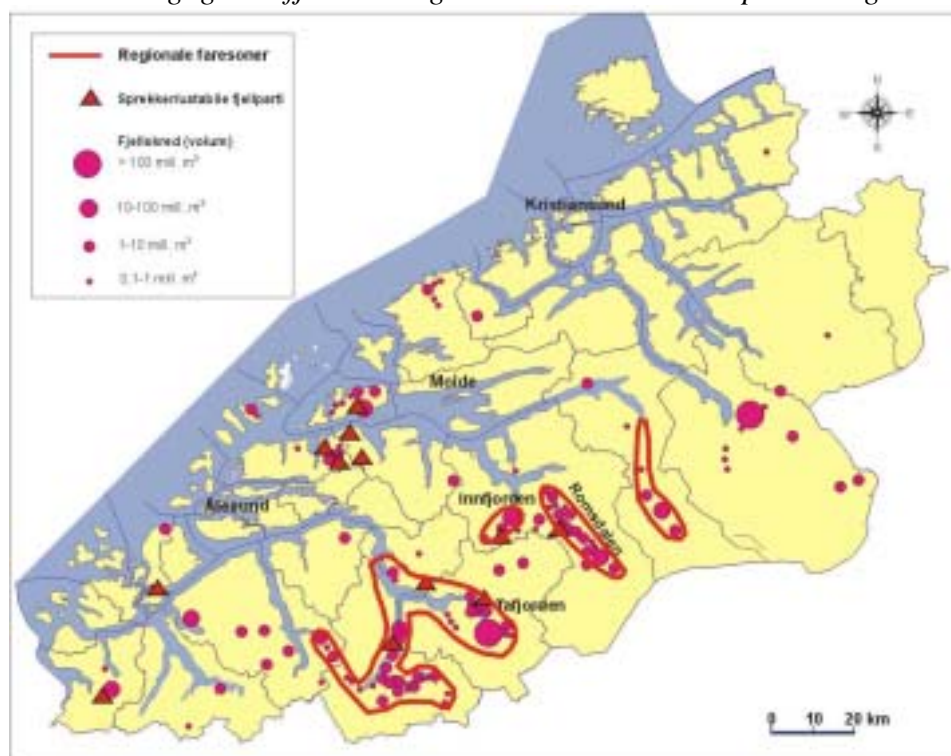 Regionale faresoner
Sprekker/ustabile fjellparti
Fjellskred (volum)
> 100 mill. m³
10-100 mill. m³
1-10 mill. m³
0,1-1 mill. m³
Kristiansund
Molde
Ålesund
Innfjorden
Romsdalen
Tafjorden
0 10 20 km